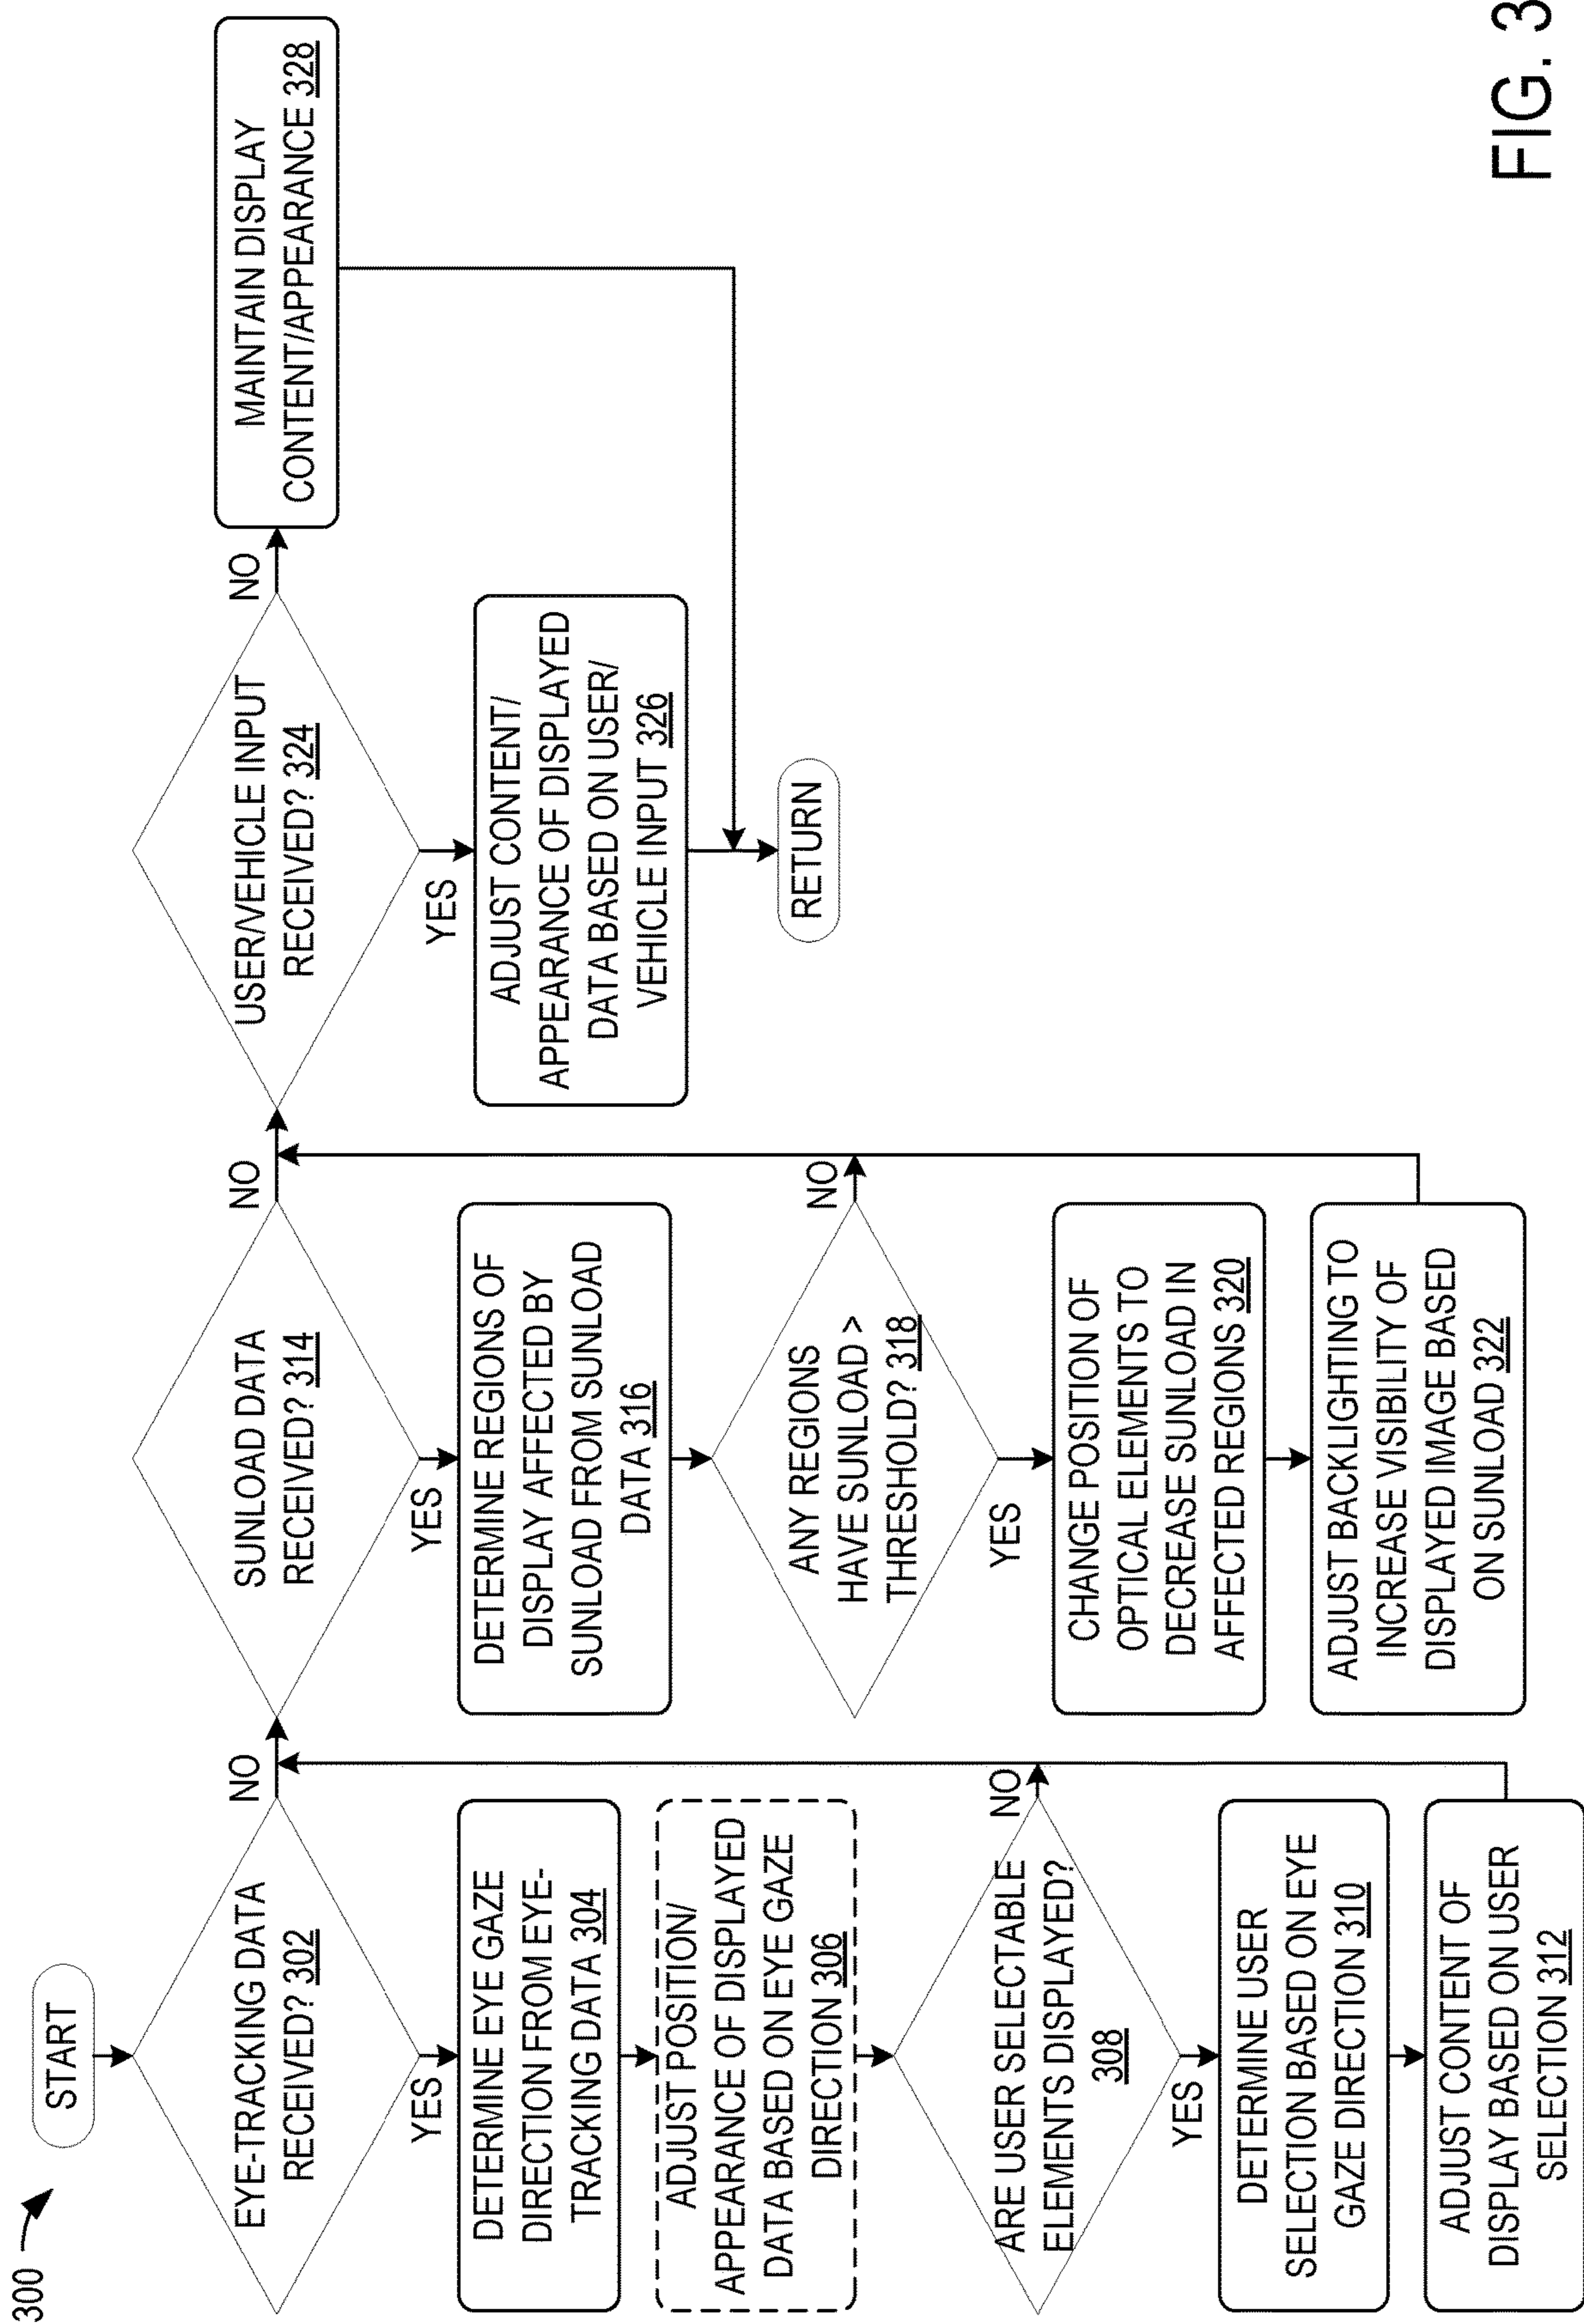 300
START
EYE-TRACKING DATA
RECEIVED? 302
NO
YES
DETERMINE EYE GAZE
DIRECTION FROM EYE-
TRACKING DATA 304
ADJUST POSITION/
APPEARANCE OF DISPLAYED
DATA BASED ON EYE GAZE
DIRECTION 306
ARE USER SELECTABLE
ELEMENTS DISPLAYED?
308
NO
YES
DETERMINE USER
SELECTION BASED ON EYE
GAZE DIRECTION 310
ADJUST CONTENT OF
DISPLAY BASED ON USER
SELECTION 312
SUNLOAD DATA
RECEIVED? 314
NO
YES
DETERMINE REGIONS OF
DISPLAY AFFECTED BY
SUNLOAD FROM SUNLOAD
DATA 316
ANY REGIONS
HAVE SUNLOAD >
THRESHOLD? 318
NO
YES
CHANGE POSITION OF
OPTICAL ELEMENTS TO
DECREASE SUNLOAD IN
AFFECTED REGIONS 320
ADJUST BACKLIGHTING TO
INCREASE VISIBILITY OF
DISPLAYED IMAGE BASED
ON SUNLOAD 322
USER/VEHICLE INPUT
RECEIVED? 324
NO
YES
ADJUST CONTENT/
APPEARANCE OF DISPLAYED
DATA BASED ON USER/
VEHICLE INPUT 326
RETURN
MAINTAIN DISPLAY
CONTENT/APPEARANCE 328
FIG. 3